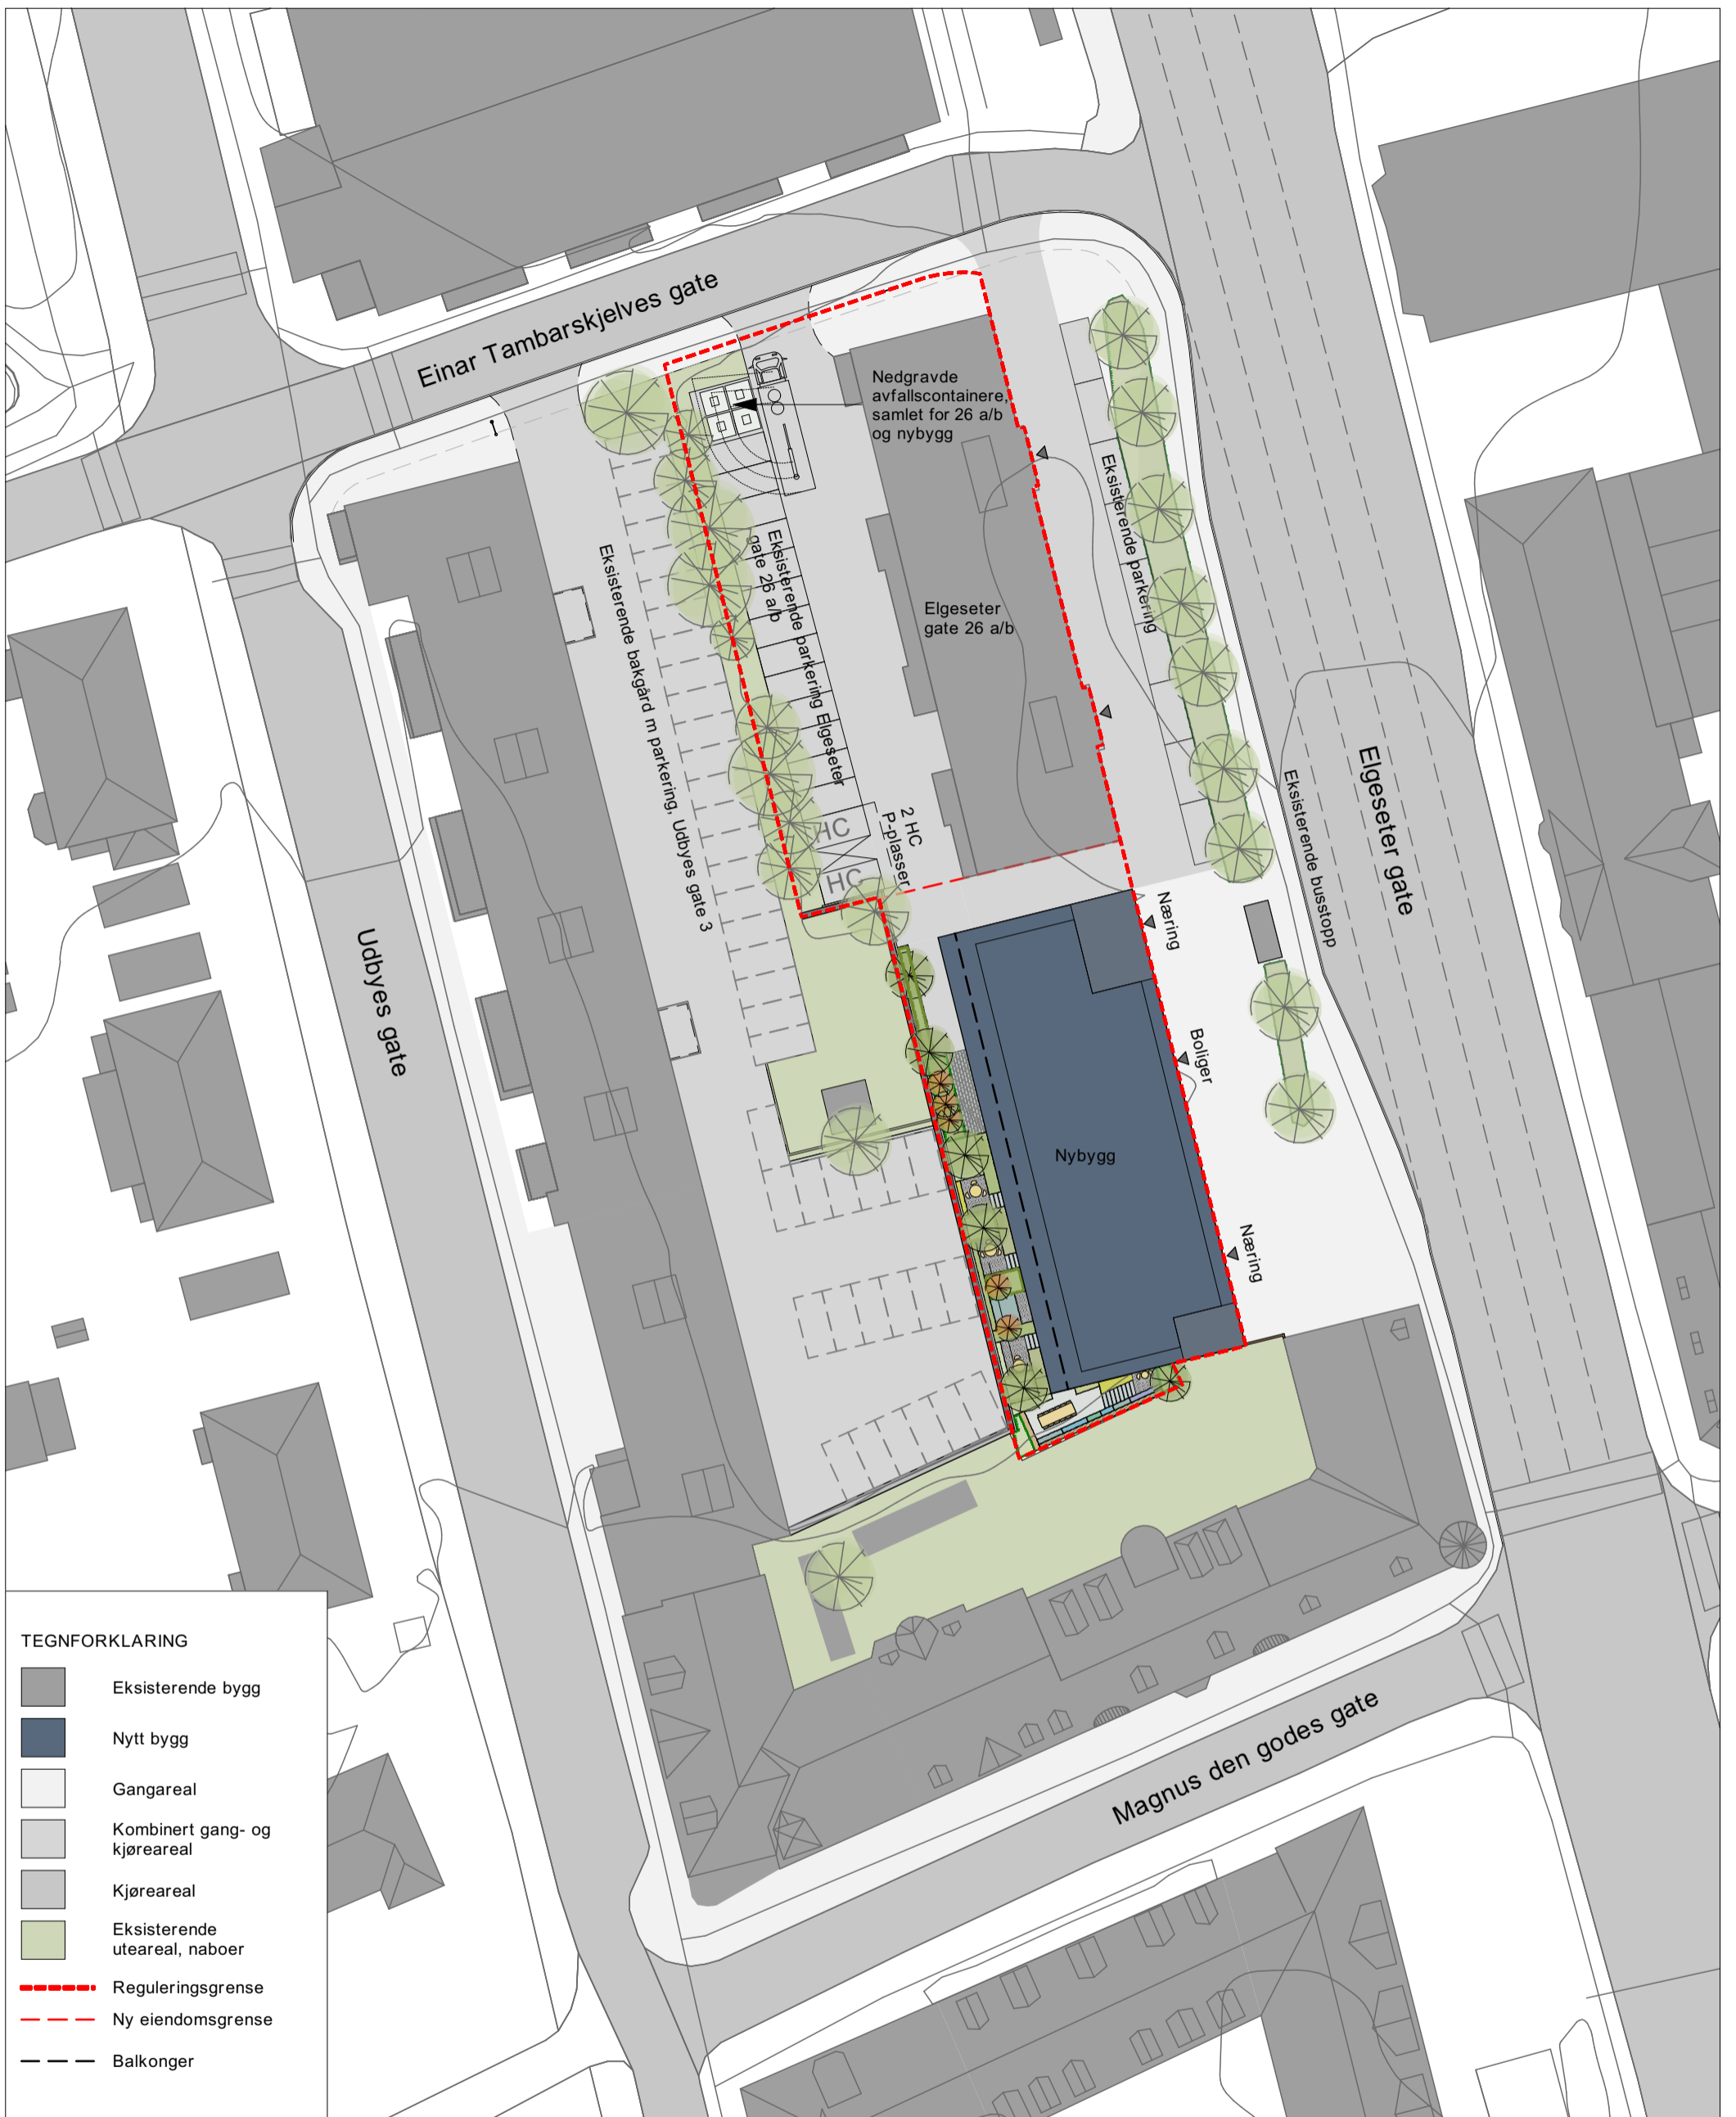 Einar Tambarskjelves gate
Nedgravde
avfallscontainere,
samlet for 26 a/b
og nybygg
Eksisterende parkering
Eksisterende parkering Elgeseter
gate 26 a/b
Eksisterende bakgård m parkering, Udbyes gate 3
Elgeseter
gate 26 a/b
HC
HC
2 HC
P-plasser
Elgeseter gate
Eksisterende busstopp
Udbyes gate
Næring
Boliger
Nybygg
Næring
Magnus den godes gate
TEGNFORKLARING
Eksisterende bygg
Nytt bygg
Gangareal
Kombinert gang- og
kjøreareal
Kjøreareal
Eksisterende
uteareal, naboer
Reguleringsgrense
Ny eiendomsgrense
Balkonger